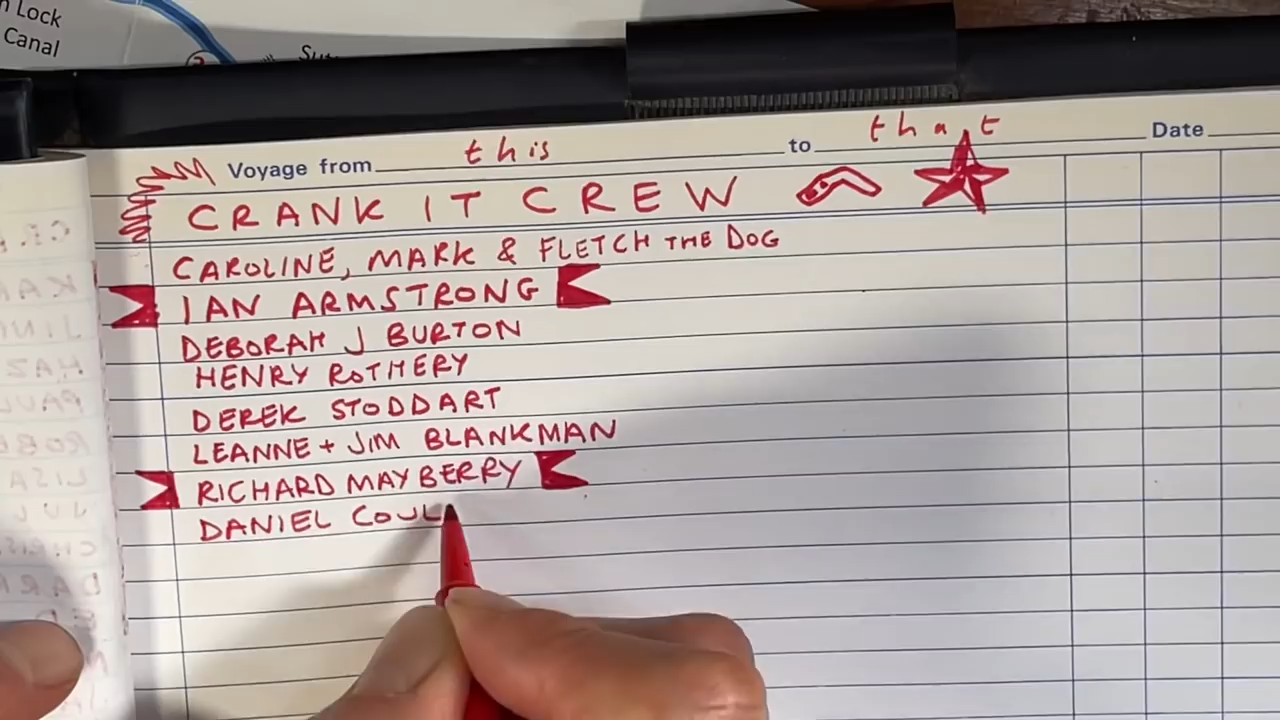 Lock
Canal
Voyage from this to that Date
CRANK IT CREW
CAROLINE, MARK & FLETCH THE DOG
IAN ARMSTRONG
DEBORAH J BURTON
HENRY ROTHERY
DEREK STODDART
LEANNE + JIM BLANKMAN
RICHARD MAYBERRY
DANIEL COUL